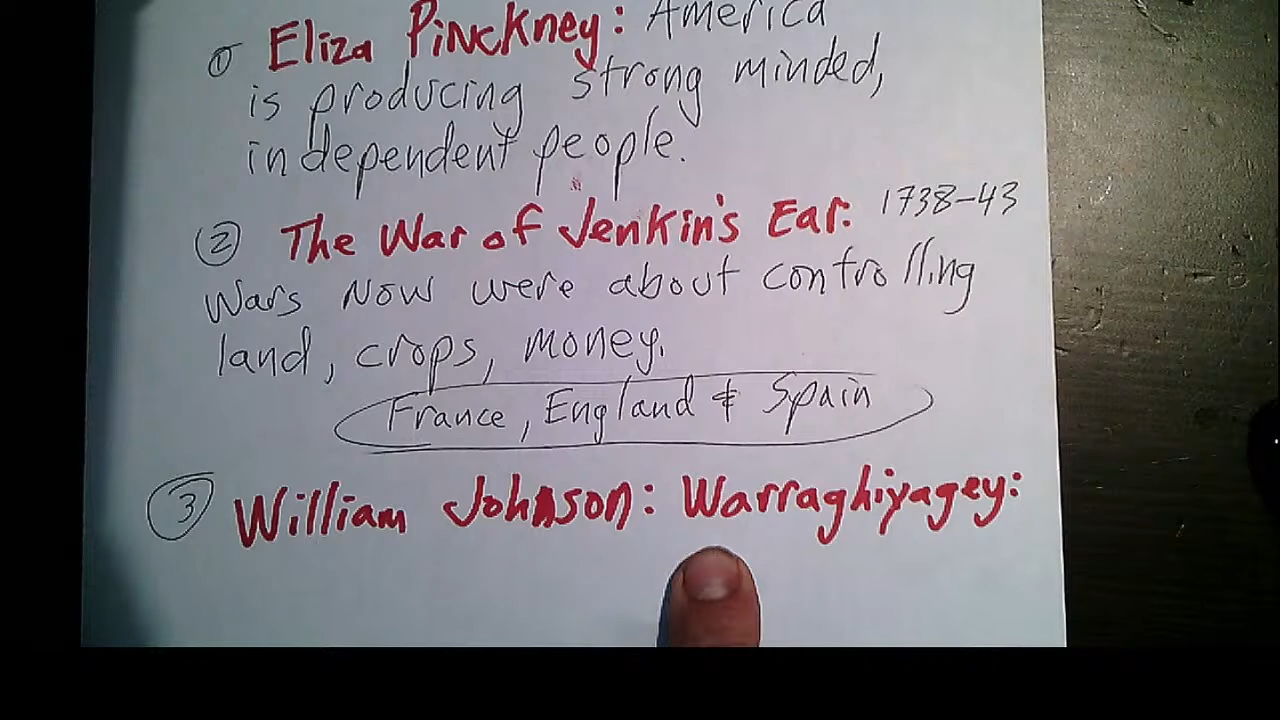 ① Eliza Pinckney: America
is producing strong minded,
independent people.
② The War of Jenkin's Ear: 1738-43
Wars Now were about controlling
land, crops, money.
France, England & Spain
③ William Johnson: Warraghiyagey: